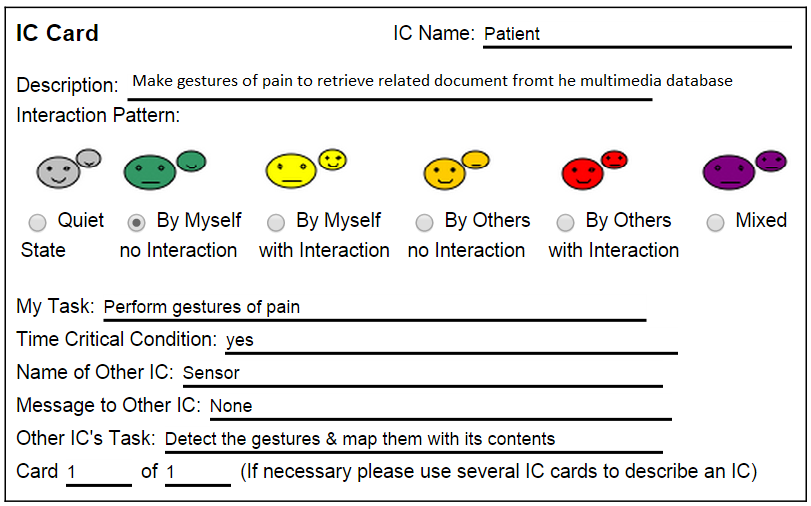 IC Card IC Name: Patient
Description: Make gestures of pain to retrieve related document fromt he multimedia database
Interaction Pattern:
Quiet By Myself By Myself By Others By Others Mixed
State no Interaction with Interaction no Interaction with Interaction
My Task: Perform gestures of pain
Time Critical Condition: yes
Name of Other IC: Sensor
Message to Other IC: None
Other IC's Task: Detect the gestures & map them with its contents
Card 1 of 1 (If necessary please use several IC cards to describe an IC)